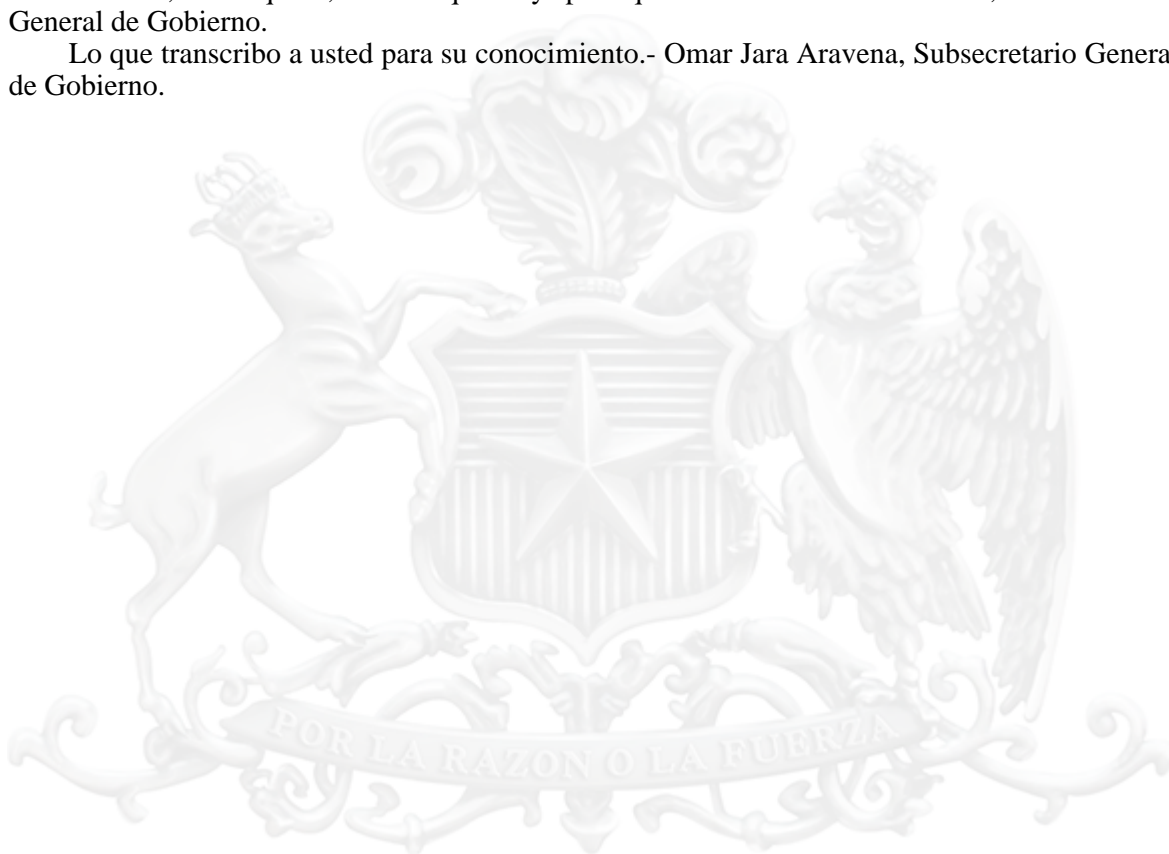 General de Gobierno.
Lo que transcribo a usted para su conocimiento.- Omar Jara Aravena, Subsecretario Genera
de Gobierno.
POR LA RAZON O LA FUERZA